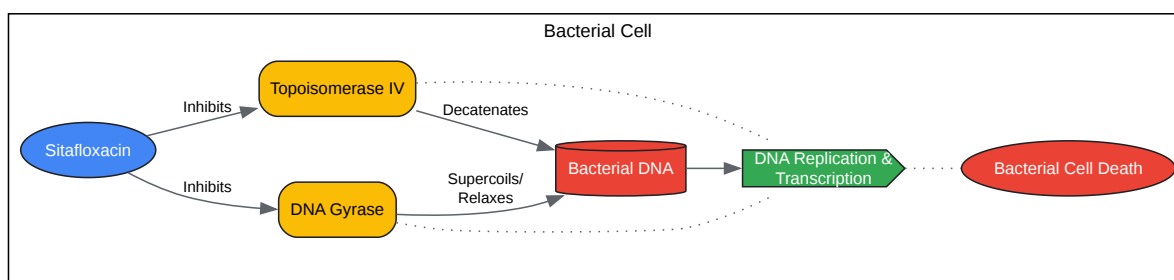 Bacterial Cell
Sitafloxacin
Inhibits
Inhibits
Topoisomerase IV
DNA Gyrase
Decatenates
Supercoils/
Relaxes
Bacterial DNA
DNA Replication &
Transcription
Bacterial Cell Death